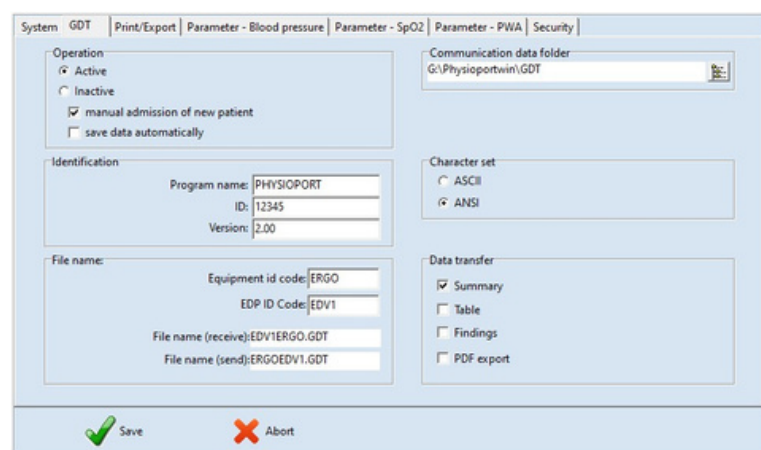 System GDT Print/Export Parameter - Blood pressure Parameter - SpO2 Parameter - PWA Security
Operation
Active
Inactive
manual admission of new patient
save data automatically
Communication data folder
G:\Physioportwin\GDT
Identification
Program name: PHYSIOPORT
ID: 12345
Version: 2.00
Character set
ASCII
ANSI
File name:
Equipment id code: ERGO
EDP ID Code: EDV1
File name (receive): EDV1ERGO.GDT
File name (send): ERGOEDV1.GDT
Data transfer
Summary
Table
Findings
PDF export
Save Abort